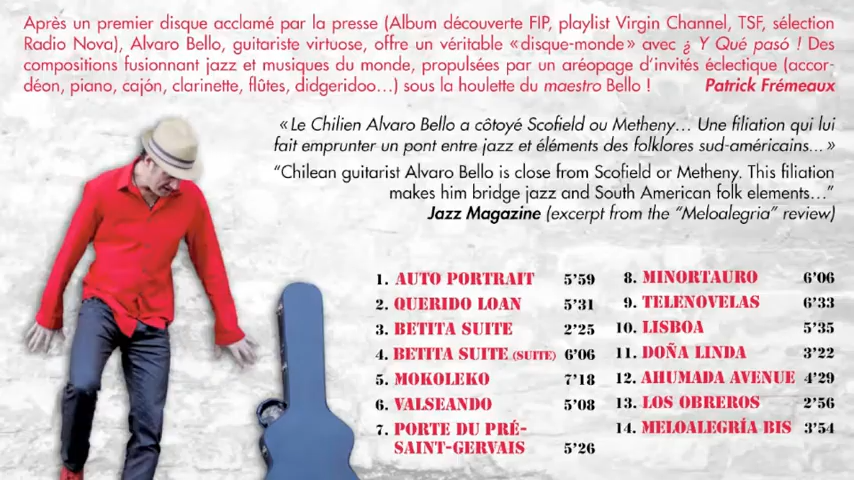 Après un premier disque acclamé par la presse (Album découverte FIP, playlist Virgin Channel, TSF, sélection
Radio Nova), Alvaro Bello, guitariste virtuose, offre un véritable « disque-monde » avec ¿ Y Qué pasó ! Des
compositions fusionnant jazz et musiques du monde, propulsées par un aréopage d'invités éclectique (accor-
déon, piano, cajón, clarinette, flûtes, didgeridoo…) sous la houlette du maestro Bello ! Patrick Frémeaux
« Le Chilien Alvaro Bello a côtoyé Scofield ou Metheny… Une filiation qui lui
fait emprunter un pont entre jazz et éléments des folklores sud-américains... »
“Chilean guitarist Alvaro Bello is close from Scofield or Metheny. This filiation
makes him bridge jazz and South American folk elements…”
Jazz Magazine (excerpt from the “Meloalegria” review)
1. AUTO PORTRAIT 5’59
2. QUERIDO LOAN 5’31
3. BETITA SUITE 2’25
4. BETITA SUITE (SUITE) 6’06
5. MOKOLEKO 7’18
6. VALSEANDO 5’08
7. PORTE DU PRÉ-
SAINT-GERVAIS 5’26
8. MINORTAURO 6’06
9. TELENOVELAS 6’33
10. LISBOA 5’35
11. DOÑA LINDA 3’22
12. AHUMADA AVENUE 4’29
13. LOS OBREROS 2’56
14. MELOALEGRÍA BIS 3’54